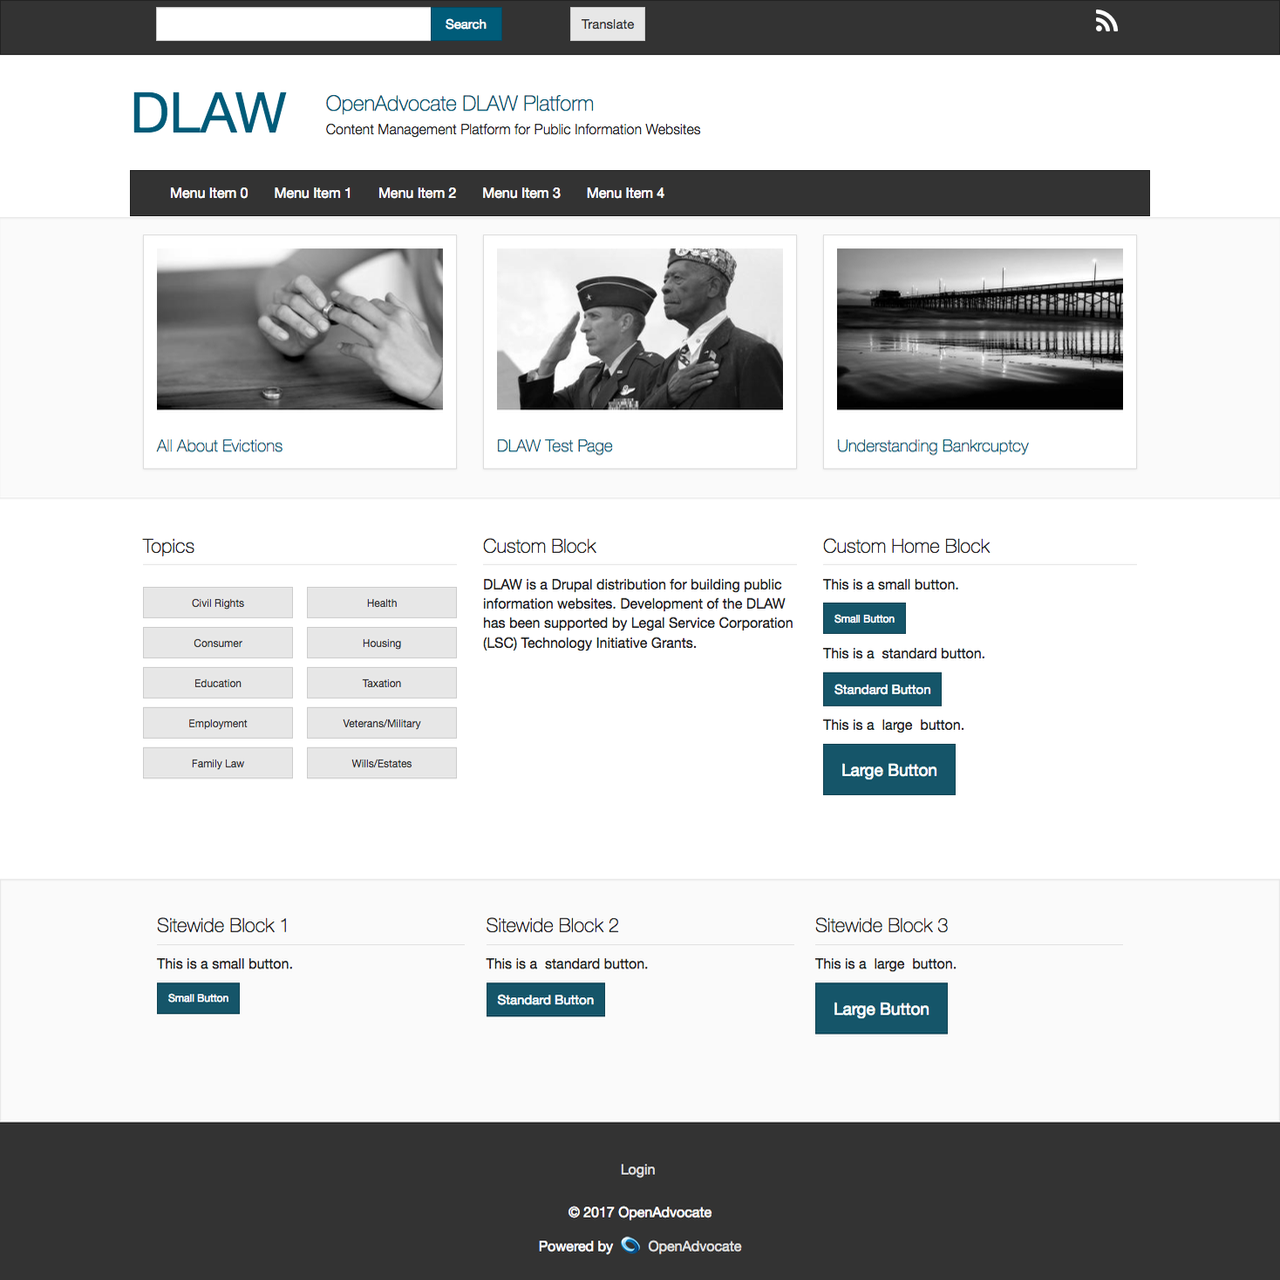 Search
Translate
DLAW
OpenAdvocate DLAW Platform
Content Management Platform for Public Information Websites
Menu Item 0 Menu Item 1 Menu Item 2 Menu Item 3 Menu Item 4
All About Evictions
DLAW Test Page
Understanding Bankrcuptcy
Topics
Civil Rights
Health
Consumer
Housing
Education
Taxation
Employment
Veterans/Military
Family Law
Wills/Estates
Custom Block
DLAW is a Drupal distribution for building public
information websites. Development of the DLAW
has been supported by Legal Service Corporation
(LSC) Technology Initiative Grants.
Custom Home Block
This is a small button.
Small Button
This is a standard button.
Standard Button
This is a large button.
Large Button
Sitewide Block 1
This is a small button.
Small Button
Sitewide Block 2
This is a standard button.
Standard Button
Sitewide Block 3
This is a large button.
Large Button
Login
© 2017 OpenAdvocate
Powered by OpenAdvocate